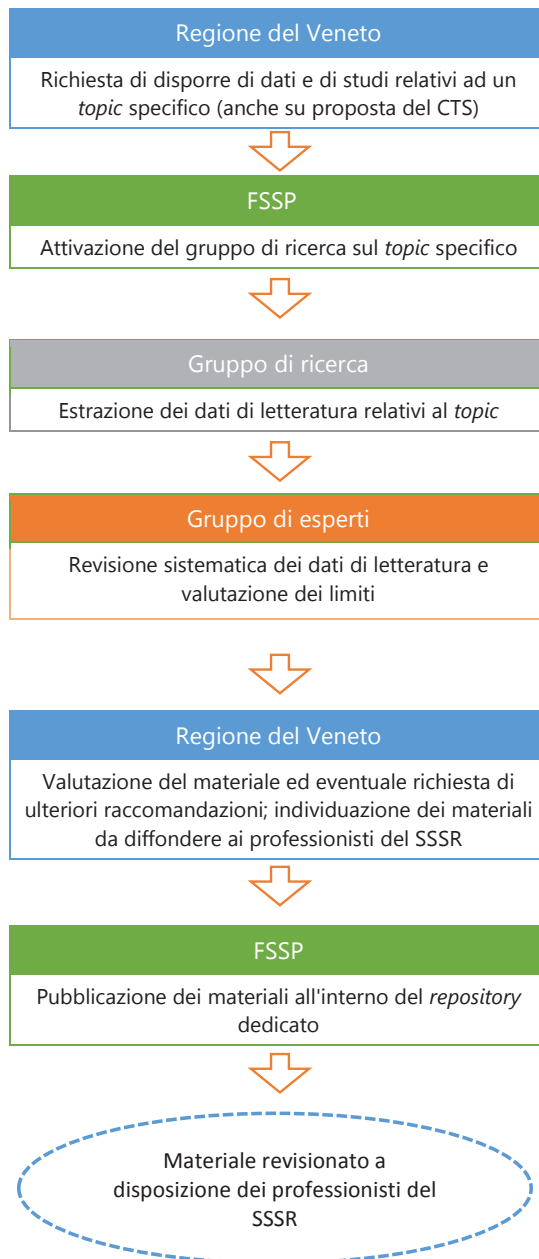 Regione del Veneto
Richiesta di disporre di dati e di studi relativi ad un
topic specifico (anche su proposta del CTS)
FSSP
Attivazione del gruppo di ricerca sul topic specifico
Gruppo di ricerca
Estrazione dei dati di letteratura relativi al topic
Gruppo di esperti
Revisione sistematica dei dati di letteratura e
valutazione dei limiti
Regione del Veneto
Valutazione del materiale ed eventuale richiesta di
ulteriori raccomandazioni; individuazione dei materiali
da diffondere ai professionisti del SSSR
FSSP
Pubblicazione dei materiali all'interno del repository
dedicato
Materiale revisionato a
disposizione dei professionisti del
SSSR